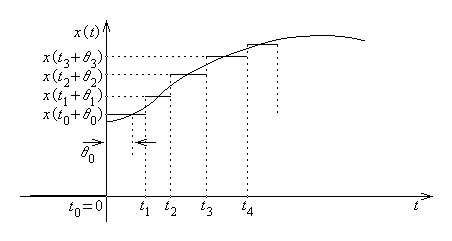 x(t)
x(t₃+θ₃)
x(t₂+θ₂)
x(t₁+θ₁)
x(t₀+θ₀)
θ₀
t₀=0 t₁ t₂ t₃ t₄ t